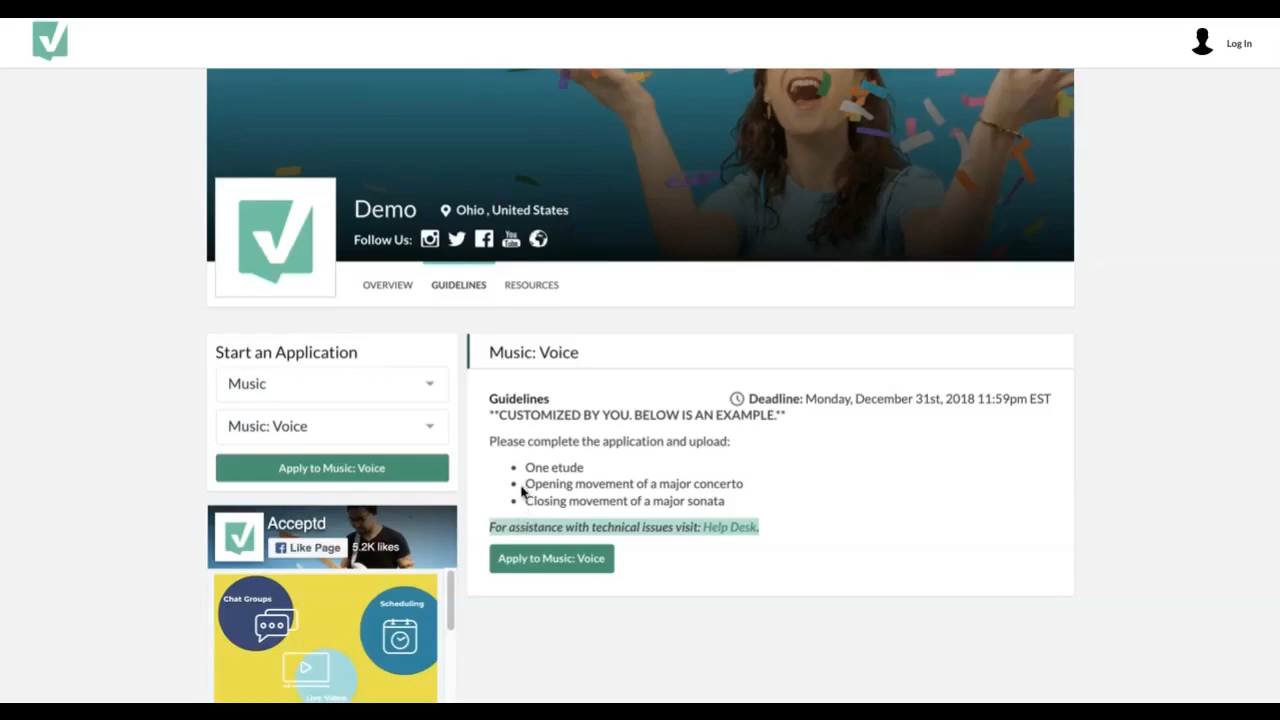 Log In
Demo
Ohio , United States
Follow Us:
You Tube
OVERVIEW GUIDELINES RESOURCES
Start an Application
Music
Music: Voice
Apply to Music: Voice
Acceptd
Like Page
5.2K likes
Chat Groups
Scheduling
Live Video
Music: Voice
Guidelines
Deadline: Monday, December 31st, 2018 11:59pm EST
**CUSTOMIZED BY YOU. BELOW IS AN EXAMPLE.**
Please complete the application and upload:
• One etude
• Opening movement of a major concerto
• Closing movement of a major sonata
For assistance with technical issues visit: Help Desk.
Apply to Music: Voice